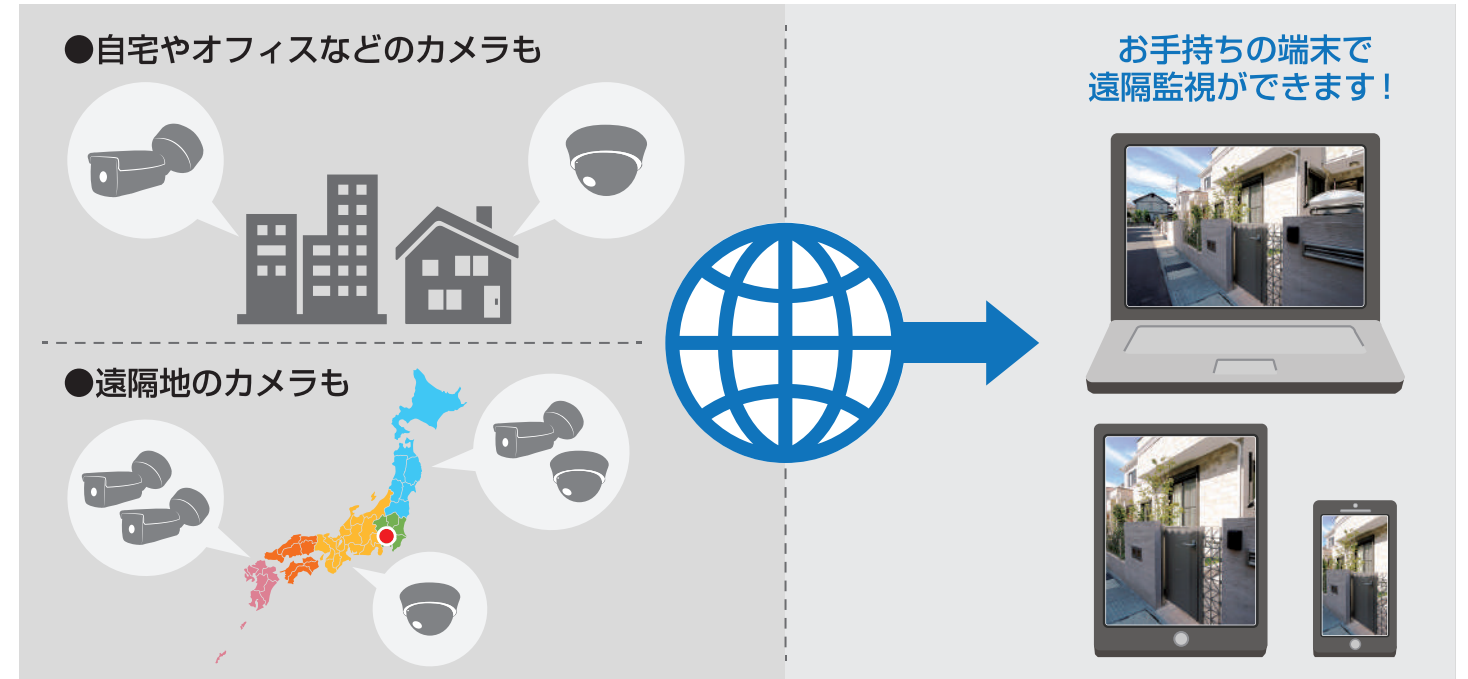 ●自宅やオフィスなどのカメラも
●遠隔地のカメラも
お手持ちの端末で
遠隔監視ができます！